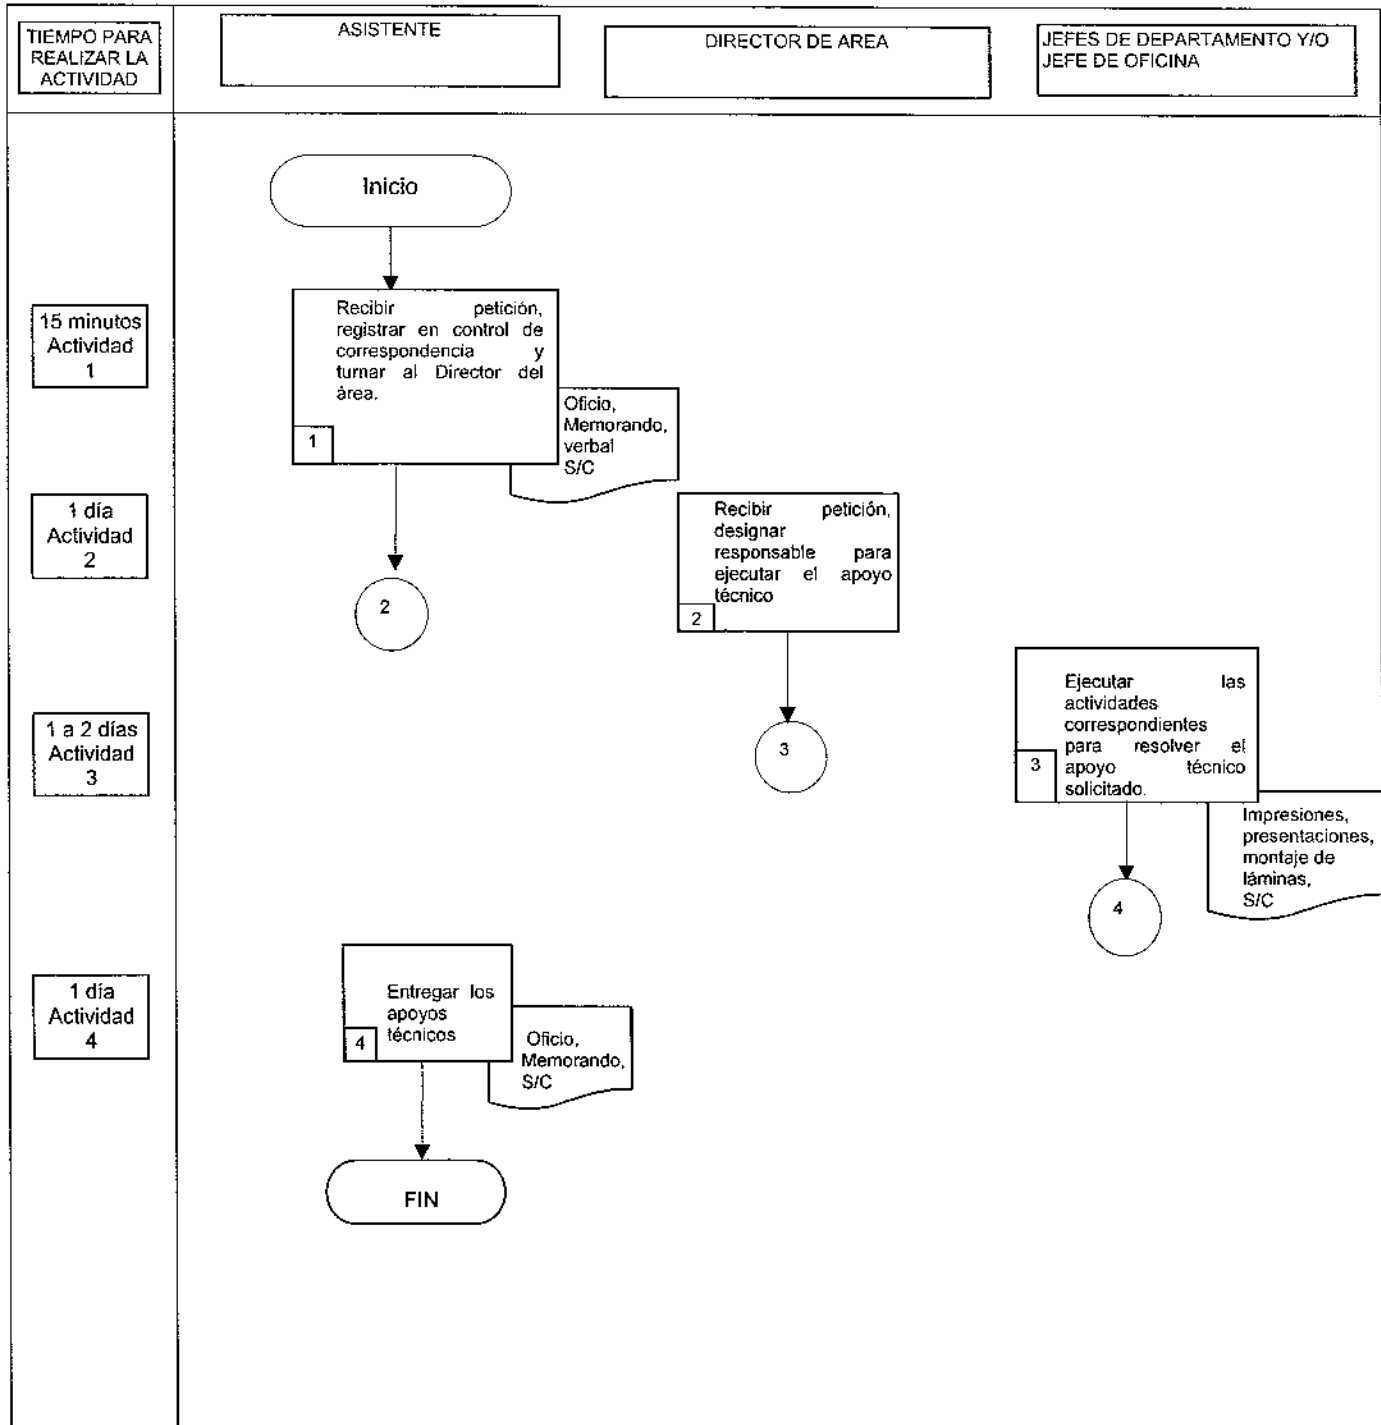 TIEMPO PARA
REALIZAR LA
ACTIVIDAD
ASISTENTE
DIRECTOR DE AREA
JEFES DE DEPARTAMENTO Y/O
JEFE DE OFICINA
Inicio
15 minutos
Actividad
1
Recibir petición,
registrar en control de
correspondencia y
turnar al Director del
área.
1
Oficio,
Memorando,
verbal
S/C
1 día
Actividad
2
2
Recibir petición,
designar
responsable para
ejecutar el apoyo
técnico
2
1 a 2 días
Actividad
3
3
Ejecutar las
actividades
correspondientes
para resolver el
apoyo técnico
solicitado.
3
Impresiones,
presentaciones,
montaje de
láminas,
S/C
4
1 día
Actividad
4
Entregar los
apoyos
técnicos
4
Oficio,
Memorando,
S/C
FIN